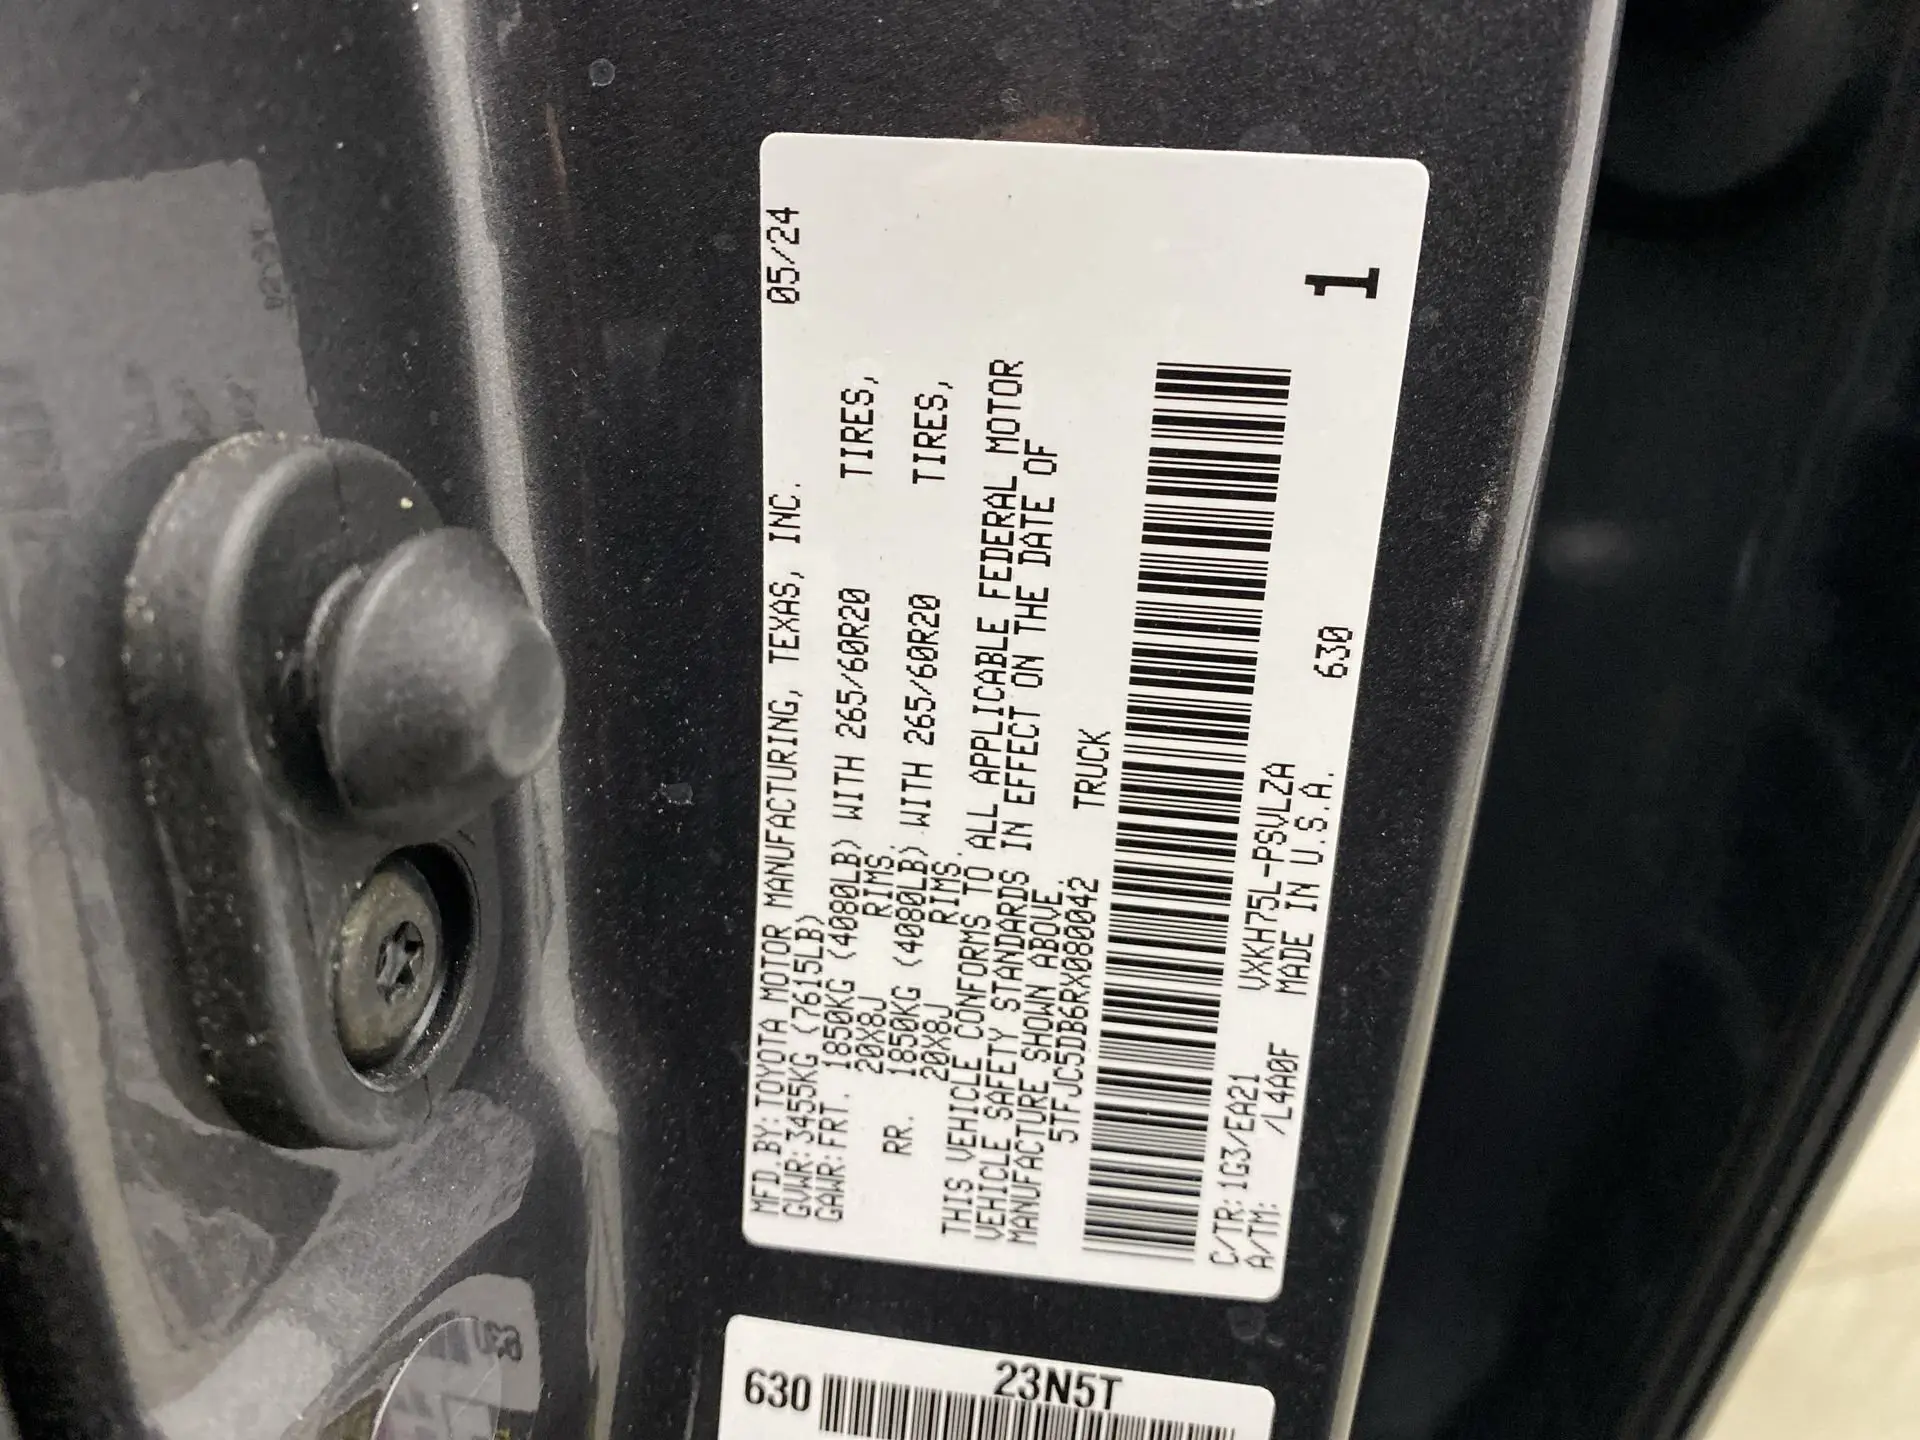 MFD.BY:TOYOTA MOTOR MANUFACTURING, TEXAS, INC. 05/24
GVWR:3455KG (7615LB)
GAWR:FRT. 1850KG (4080LB) WITH 265/60R20 TIRES,
20X8J RIMS.
RR. 1850KG (4080LB) WITH 265/60R20 TIRES,
20X8J RIMS.
THIS VEHICLE CONFORMS TO ALL APPLICABLE FEDERAL MOTOR
VEHICLE SAFETY STANDARDS IN EFFECT ON THE DATE OF
MANUFACTURE SHOWN ABOVE.
5TFJC5DB6RX080042 TRUCK
C/TR:1G3/EA21 VXKH75L-PSVLZA
A/TM: /L4A0F MADE IN U.S.A. 630
1
630 23N5T